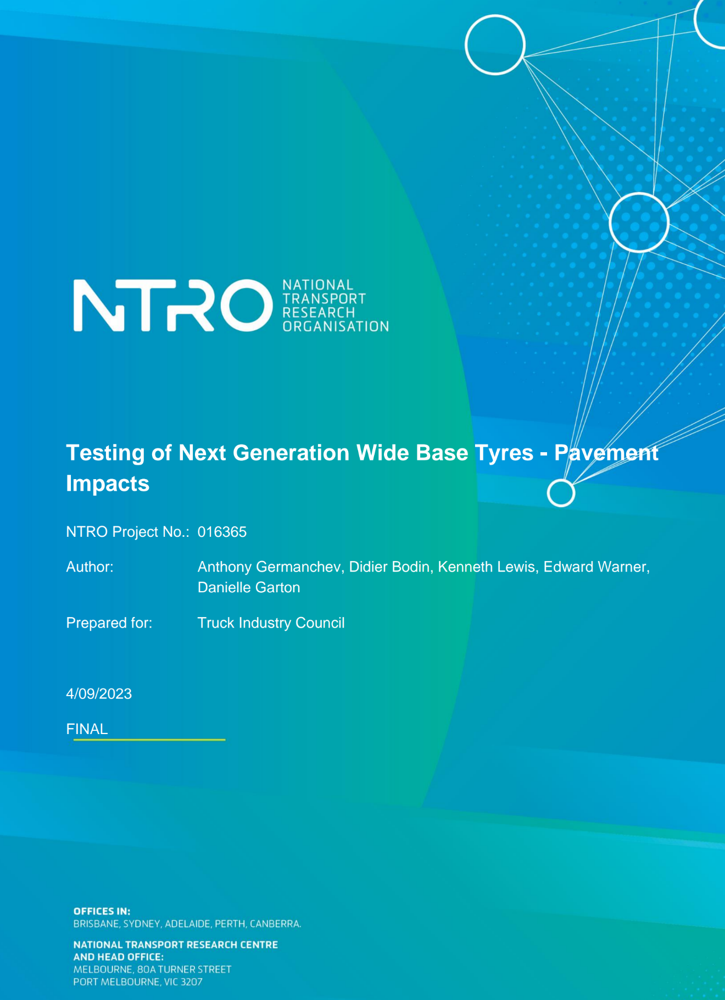 NTRO
NATIONAL
TRANSPORT
RESEARCH
ORGANISATION
Testing of Next Generation Wide Base Tyres - Pavement
Impacts
NTRO Project No.: 016365
Author: Anthony Germanchev, Didier Bodin, Kenneth Lewis, Edward Warner,
Danielle Garton
Prepared for: Truck Industry Council
4/09/2023
FINAL
OFFICES IN:
BRISBANE, SYDNEY, ADELAIDE, PERTH, CANBERRA.
NATIONAL TRANSPORT RESEARCH CENTRE
AND HEAD OFFICE:
MELBOURNE, 80A TURNER STREET
PORT MELBOURNE, VIC 3207